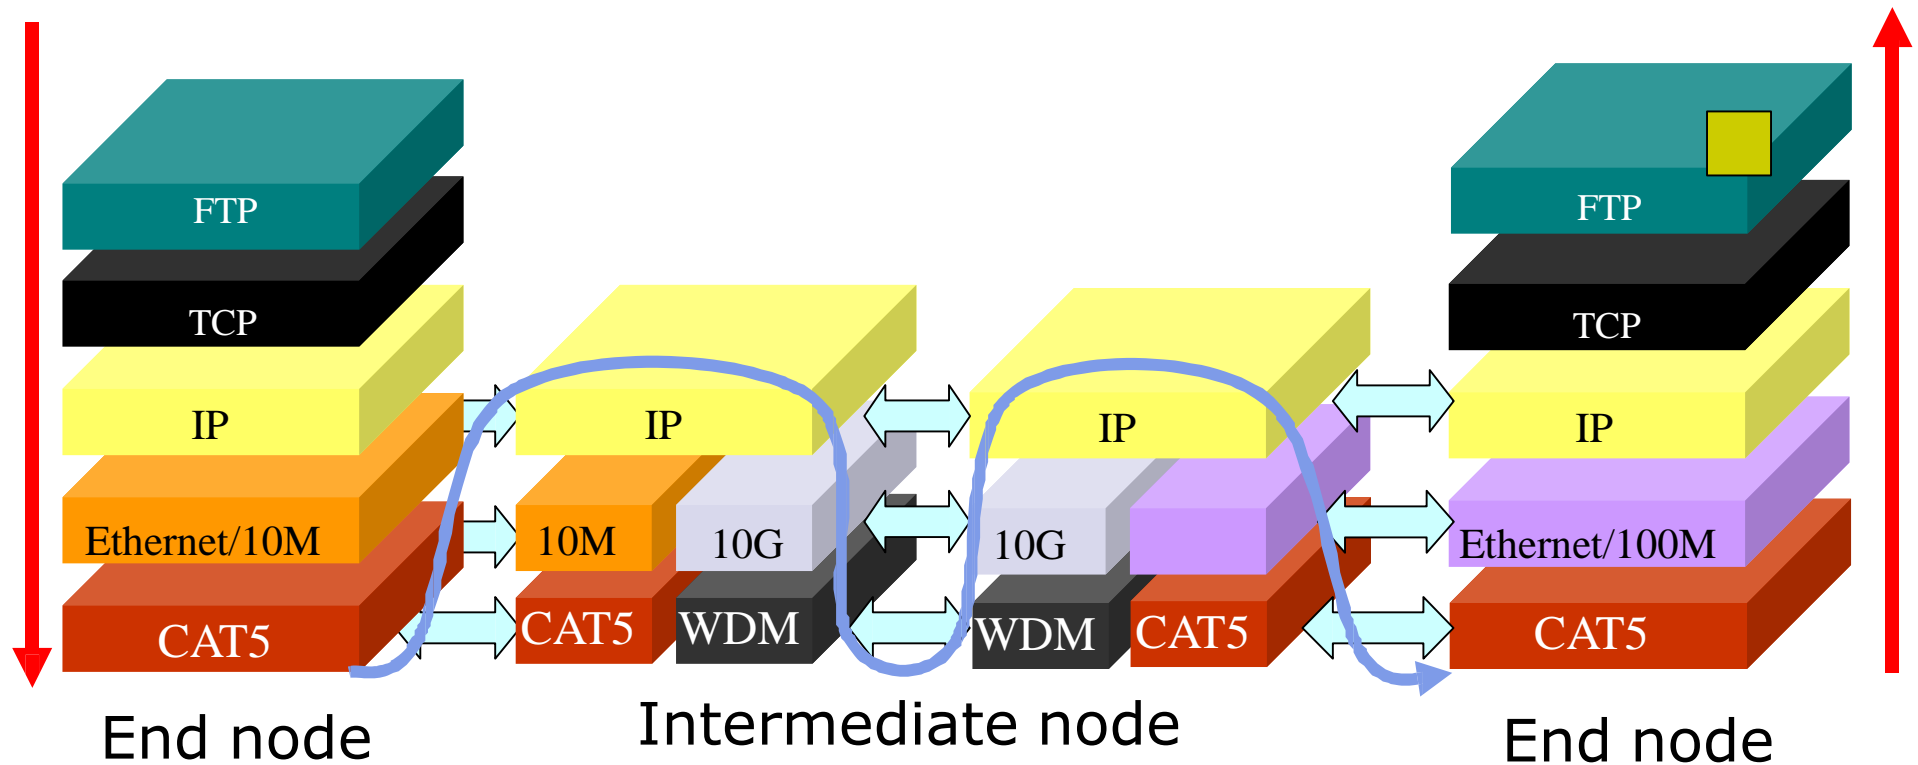 FTP
TCP
IP
Ethernet/10M
CAT5
End node
IP
10M
10G
CAT5
WDM
IP
10G
WDM
CAT5
Intermediate node
FTP
TCP
IP
Ethernet/100M
CAT5
End node